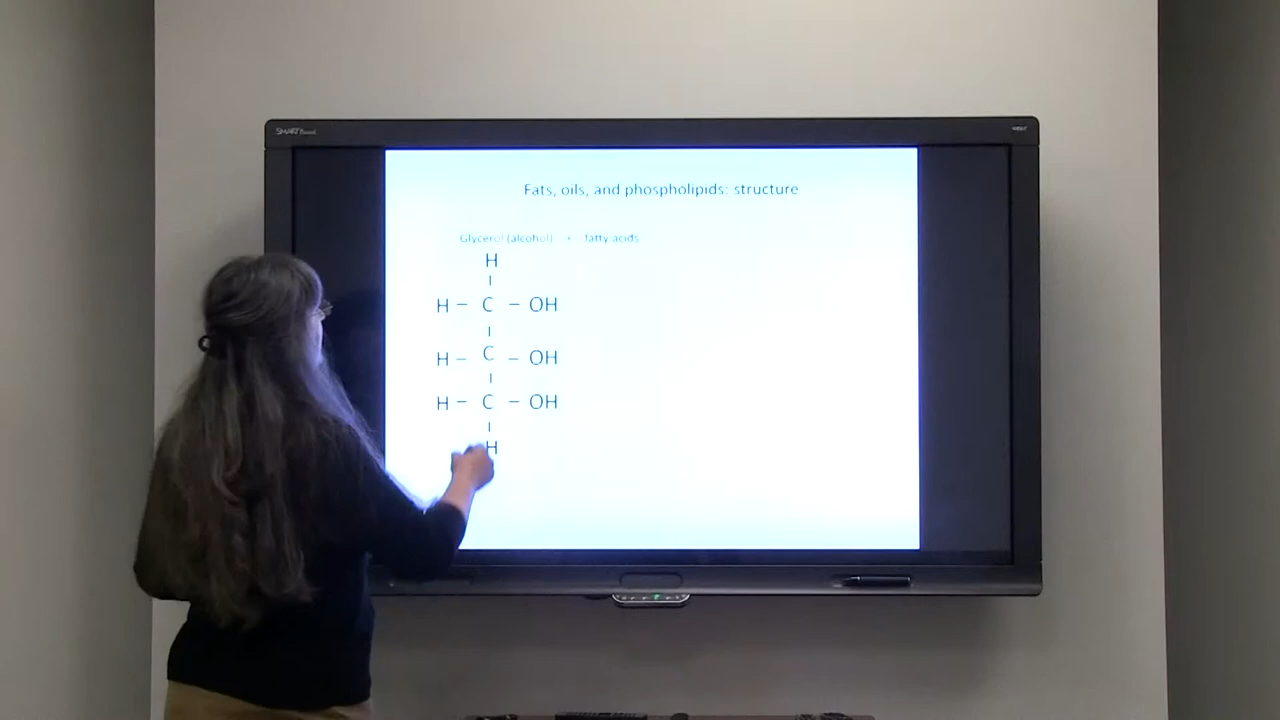 SMART Board
Fats, oils, and phospholipids: structure
Glycerol (alcohol) + fatty acids
H
H – C – OH
H – C – OH
H – C – OH
H